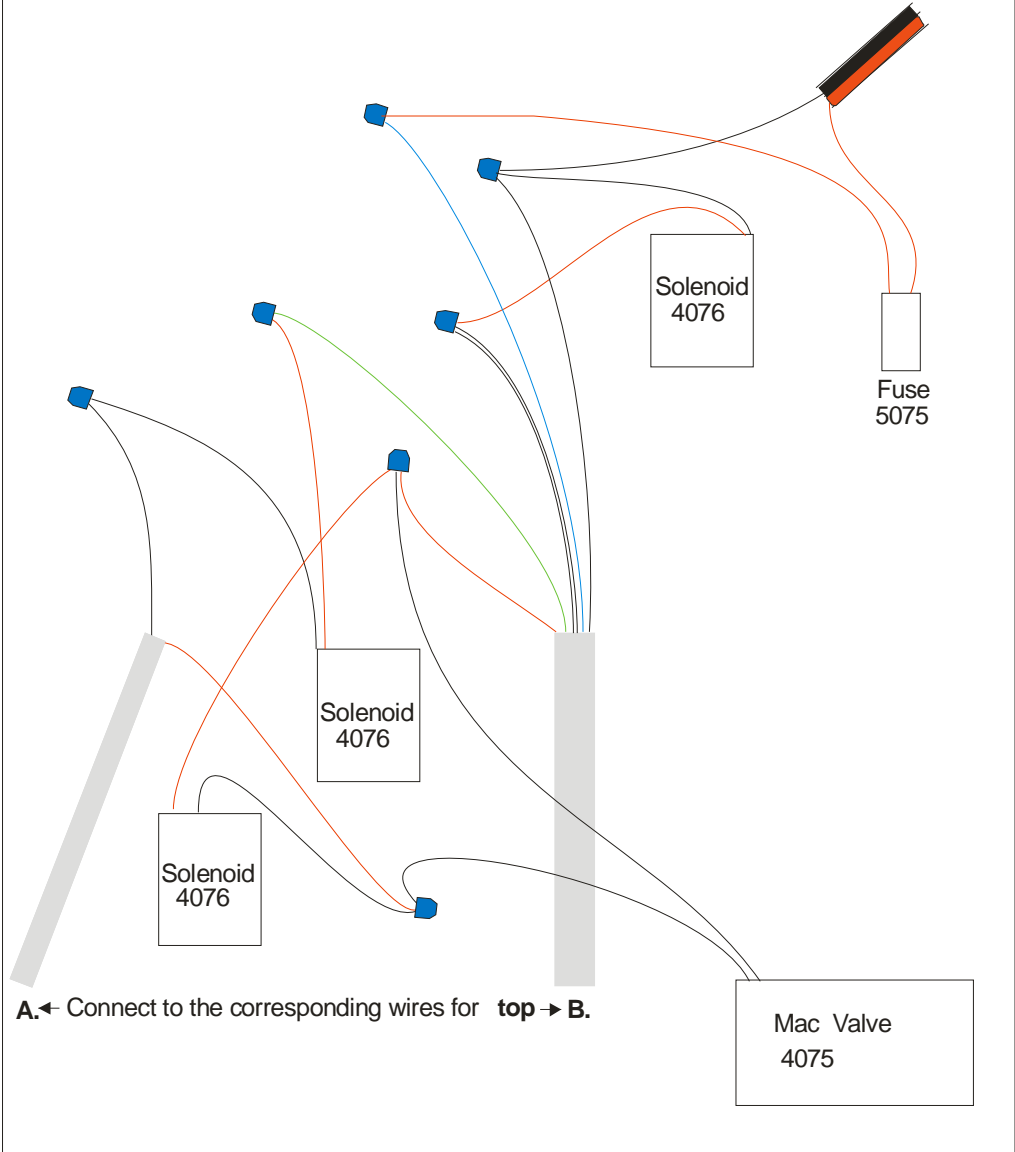 Solenoid
4076
Fuse
5075
Solenoid
4076
Solenoid
4076
A.← Connect to the corresponding wires for top → B.
Mac Valve
4075